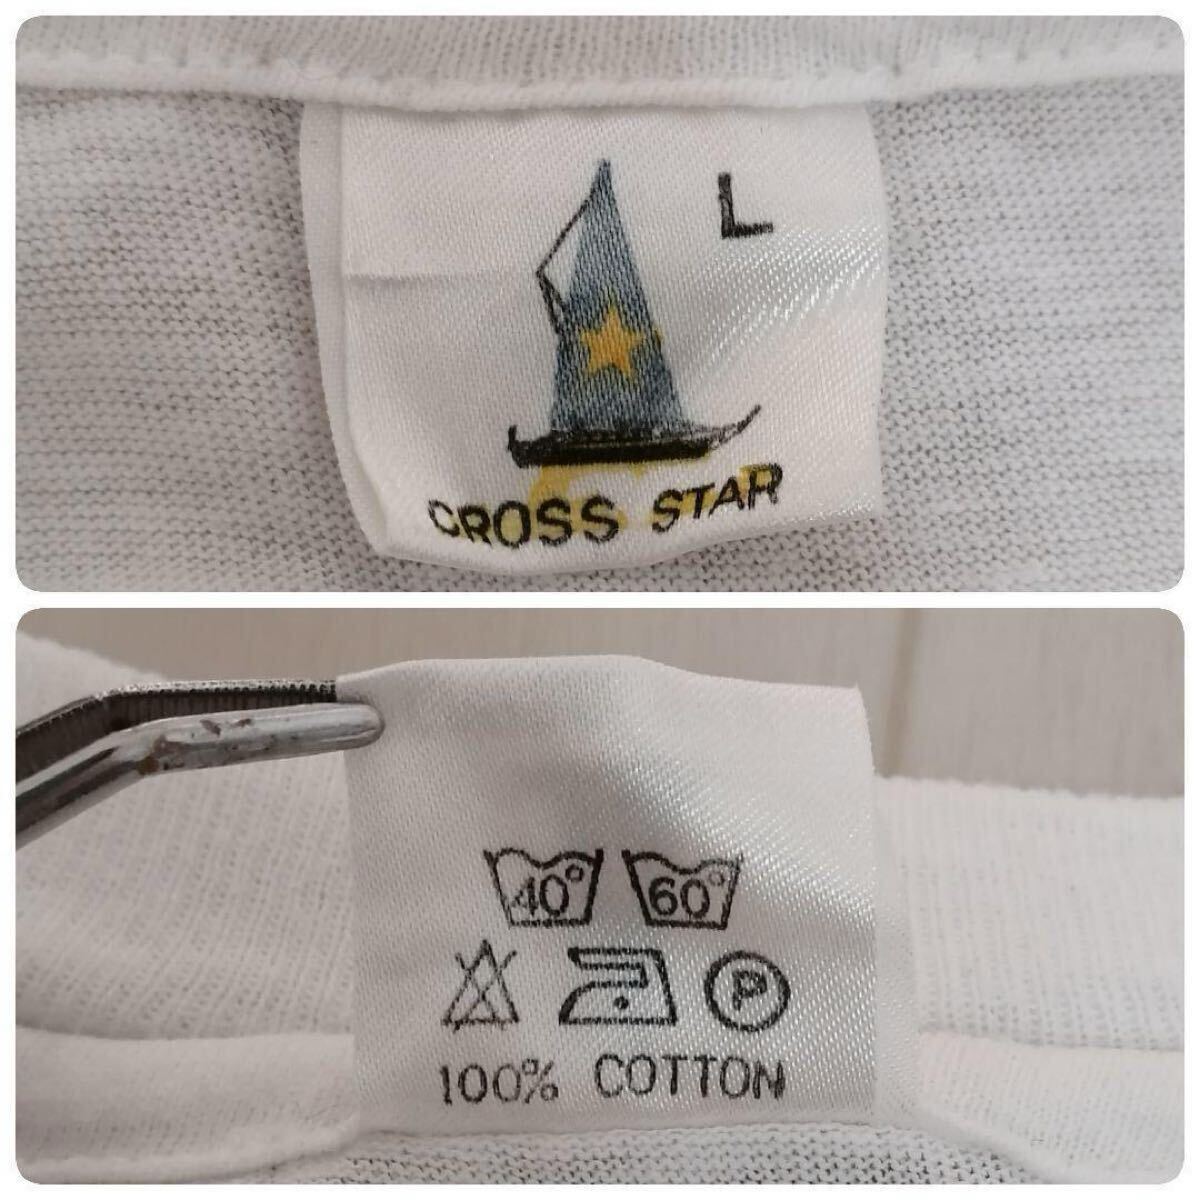 L
CROSS STAR
40° 60°
P
100% COTTON